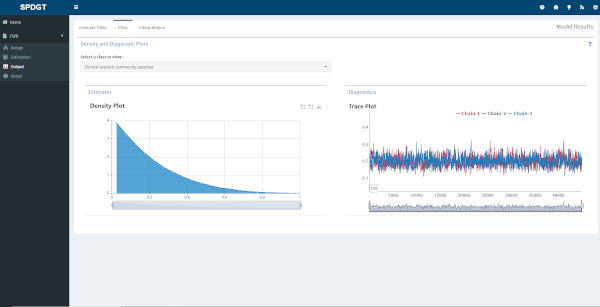 SPDGT
Home
CWD
Design
Estimation
Output
About
Estimate Table
Plots
Interpretation
Model Results
Density and Diagnostic Plots
?
Select a class to view:
Clinical suspect; community reported
Estimates
Diagnostics
Density Plot
4
3
2
1
0
0
0.2
0.4
0.6
0.8
1
Trace Plot
Chain 1
Chain 2
Chain 3
0.4
0.3
0.2
0.1
100
5000
10000
15000
20000
25000
30000
35000
40000